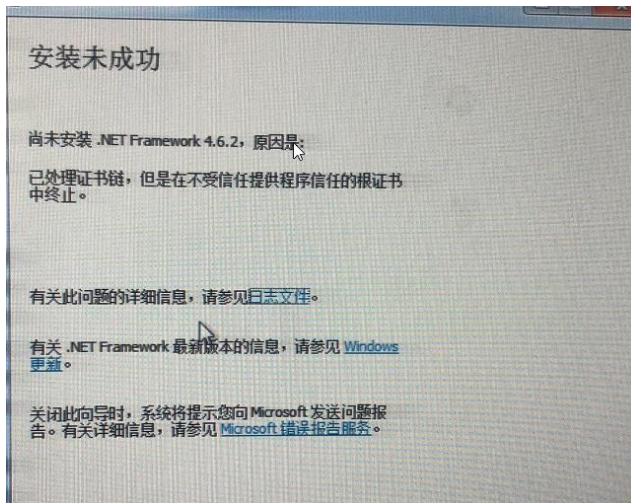 安装未成功
尚未安装 .NET Framework 4.6.2，原因是:
已处理证书链，但是在不受信任提供程序信任的根证书
中终止。
有关此问题的详细信息，请参见日志文件。
有关 .NET Framework 最新版本的信息，请参见 Windows
更新。
关闭此向导时，系统将提示您向 Microsoft 发送问题报
告。有关详细信息，请参见 Microsoft 错误报告服务。